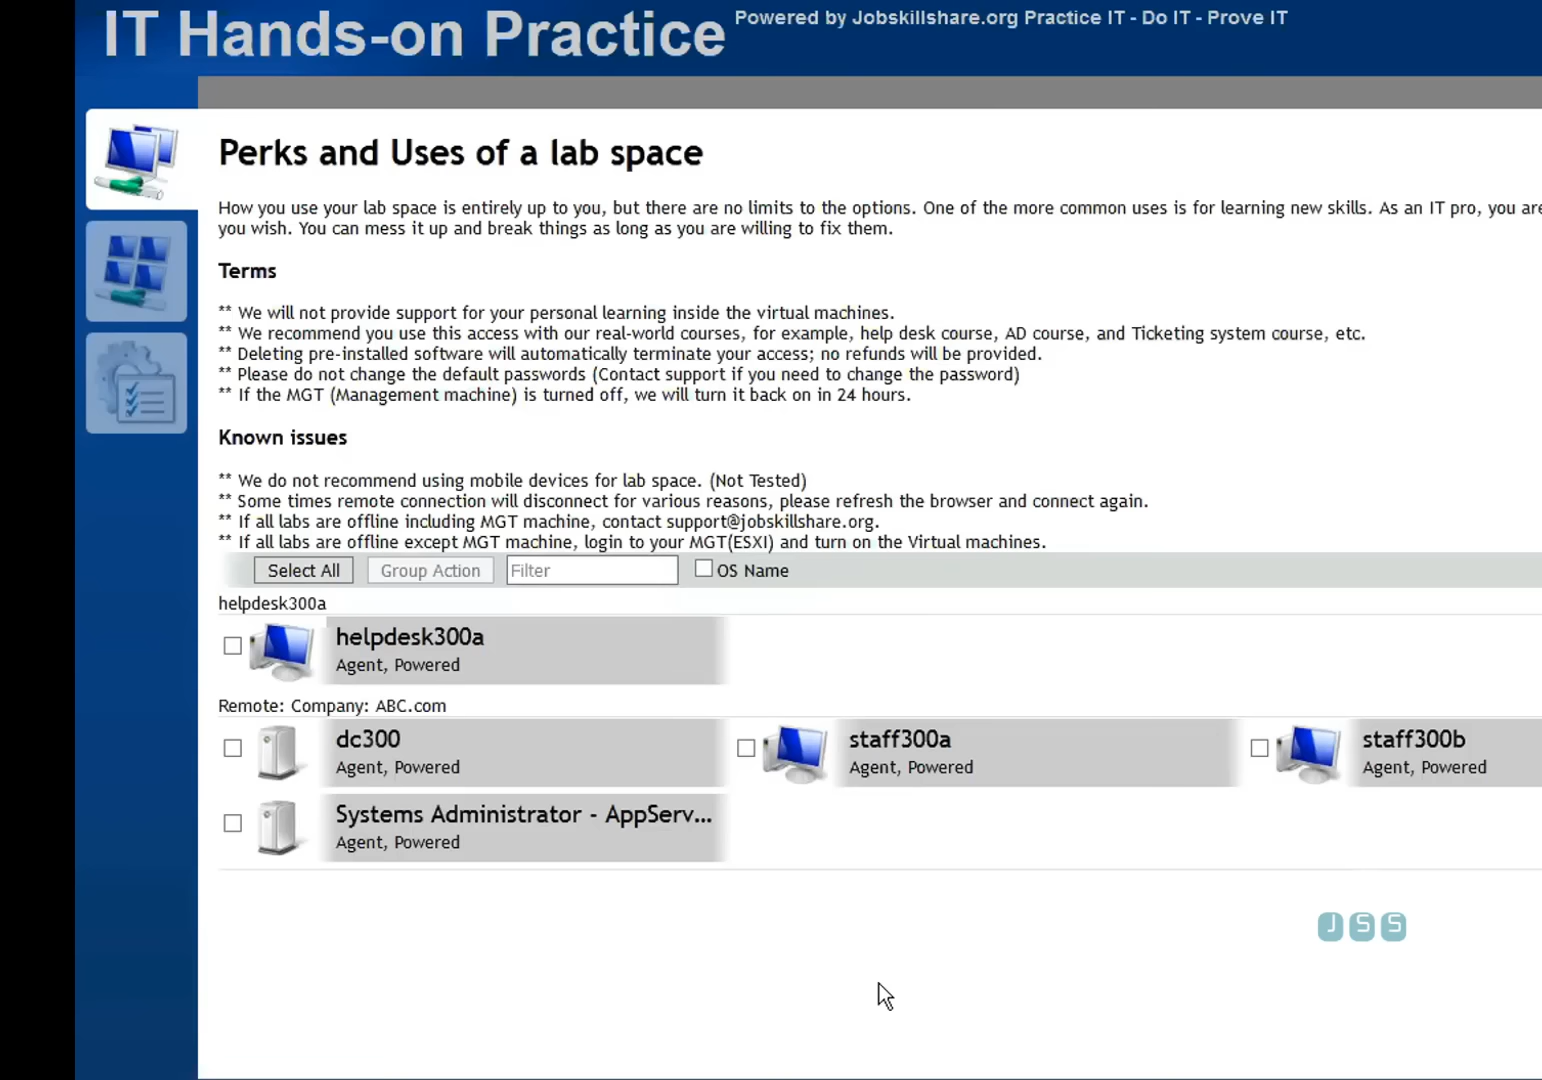 IT Hands-on Practice Powered by Jobskillshare.org Practice IT - Do IT - Prove IT
Perks and Uses of a lab space
How you use your lab space is entirely up to you, but there are no limits to the options. One of the more common uses is for learning new skills. As an IT pro, you are
you wish. You can mess it up and break things as long as you are willing to fix them.
Terms
** We will not provide support for your personal learning inside the virtual machines.
** We recommend you use this access with our real-world courses, for example, help desk course, AD course, and Ticketing system course, etc.
** Deleting pre-installed software will automatically terminate your access; no refunds will be provided.
** Please do not change the default passwords (Contact support if you need to change the password)
** If the MGT (Management machine) is turned off, we will turn it back on in 24 hours.
Known issues
** We do not recommend using mobile devices for lab space. (Not Tested)
** Some times remote connection will disconnect for various reasons, please refresh the browser and connect again.
** If all labs are offline including MGT machine, contact support@jobskillshare.org.
** If all labs are offline except MGT machine, login to your MGT(ESXI) and turn on the Virtual machines.
Select All Group Action Filter OS Name
helpdesk300a
helpdesk300a
Agent, Powered
Remote: Company: ABC.com
dc300 staff300a staff300b
Agent, Powered Agent, Powered Agent, Powered
Systems Administrator - AppServ...
Agent, Powered
JSS